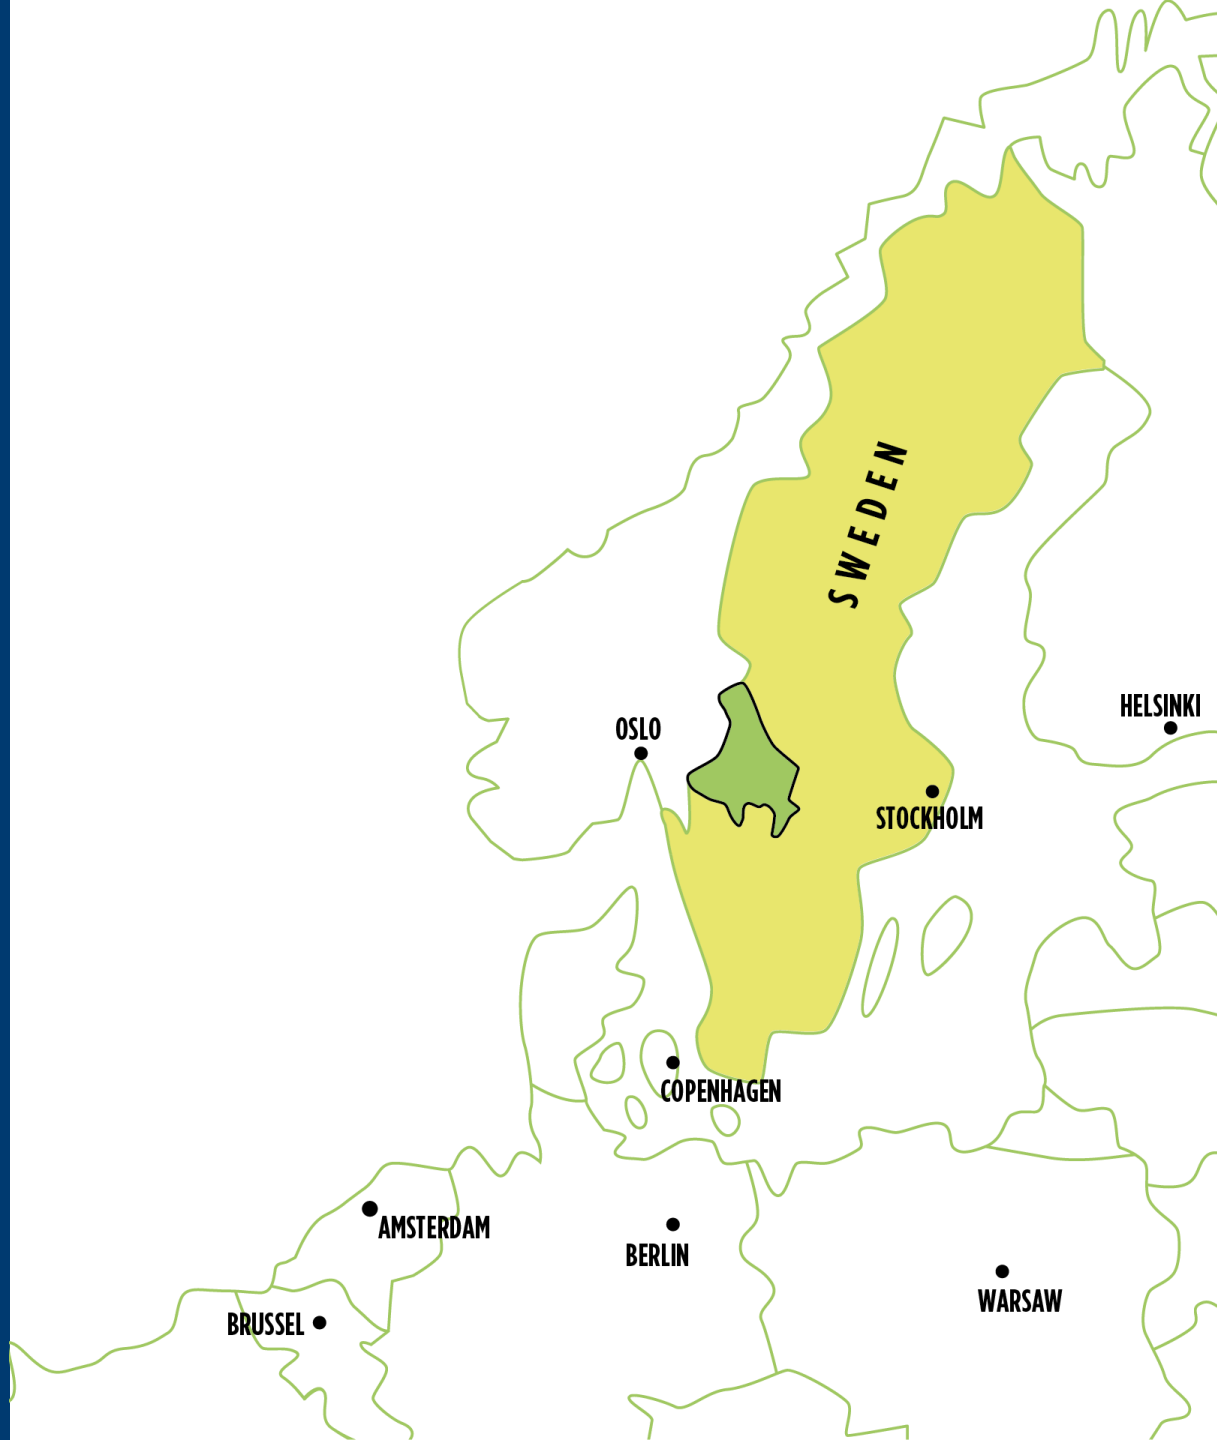 SWEDEN
HELSINKI
OSLO
STOCKHOLM
COPENHAGEN
AMSTERDAM
BERLIN
WARSAW
BRUSSEL